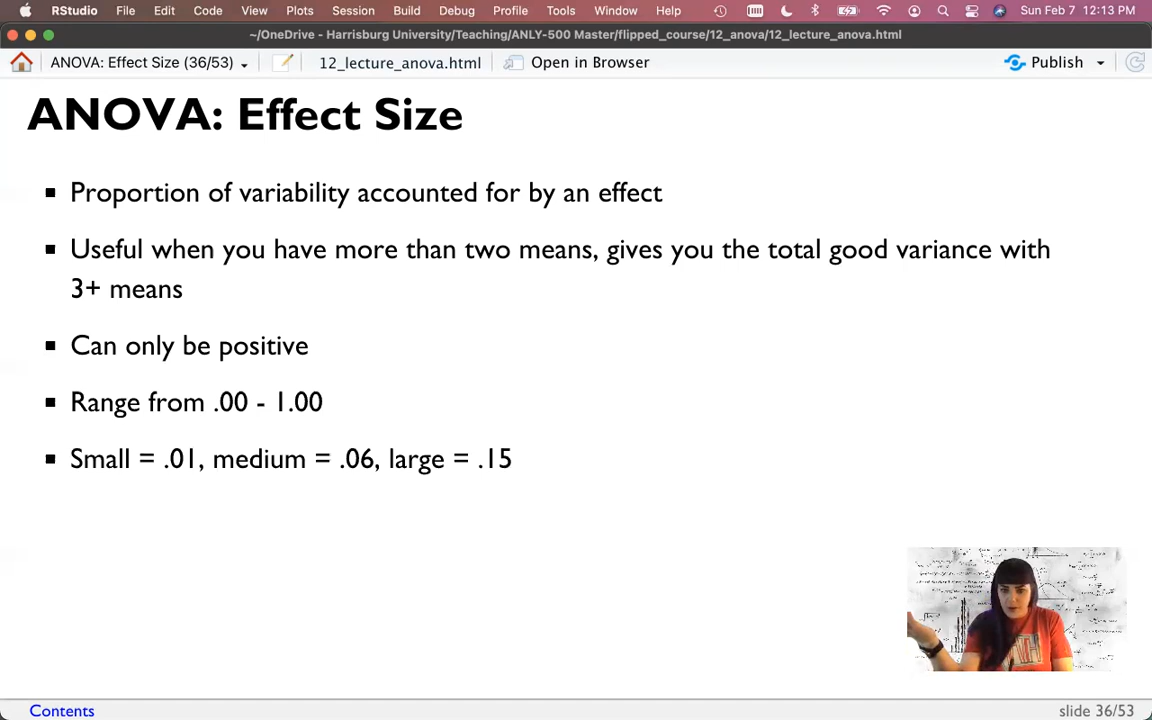 RStudio File Edit Code View Plots Session Build Debug Profile Tools Window Help Sun Feb 7 12:13 PM
~/OneDrive - Harrisburg University/Teaching/ANLY-500 Master/flipped_course/12_anova/12_lecture_anova.html
ANOVA: Effect Size (36/53) 12_lecture_anova.html Open in Browser Publish
ANOVA: Effect Size
Proportion of variability accounted for by an effect
Useful when you have more than two means, gives you the total good variance with
3+ means
Can only be positive
Range from .00 - 1.00
Small = .01, medium = .06, large = .15
Contents slide 36/53